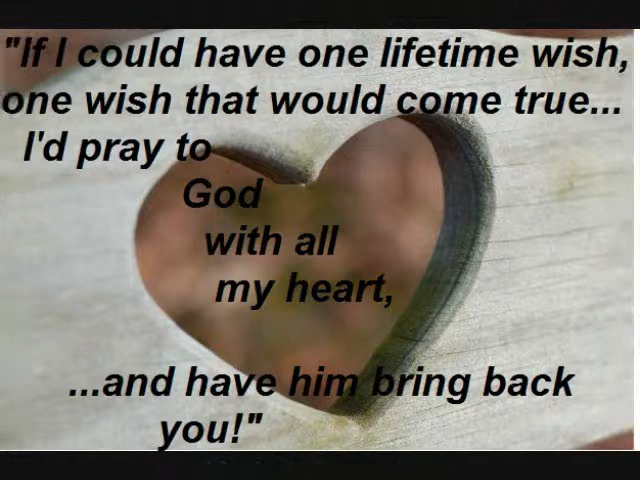 "If I could have one lifetime wish,
one wish that would come true...
I'd pray to
God
with all
my heart,
...and have him bring back
you!"